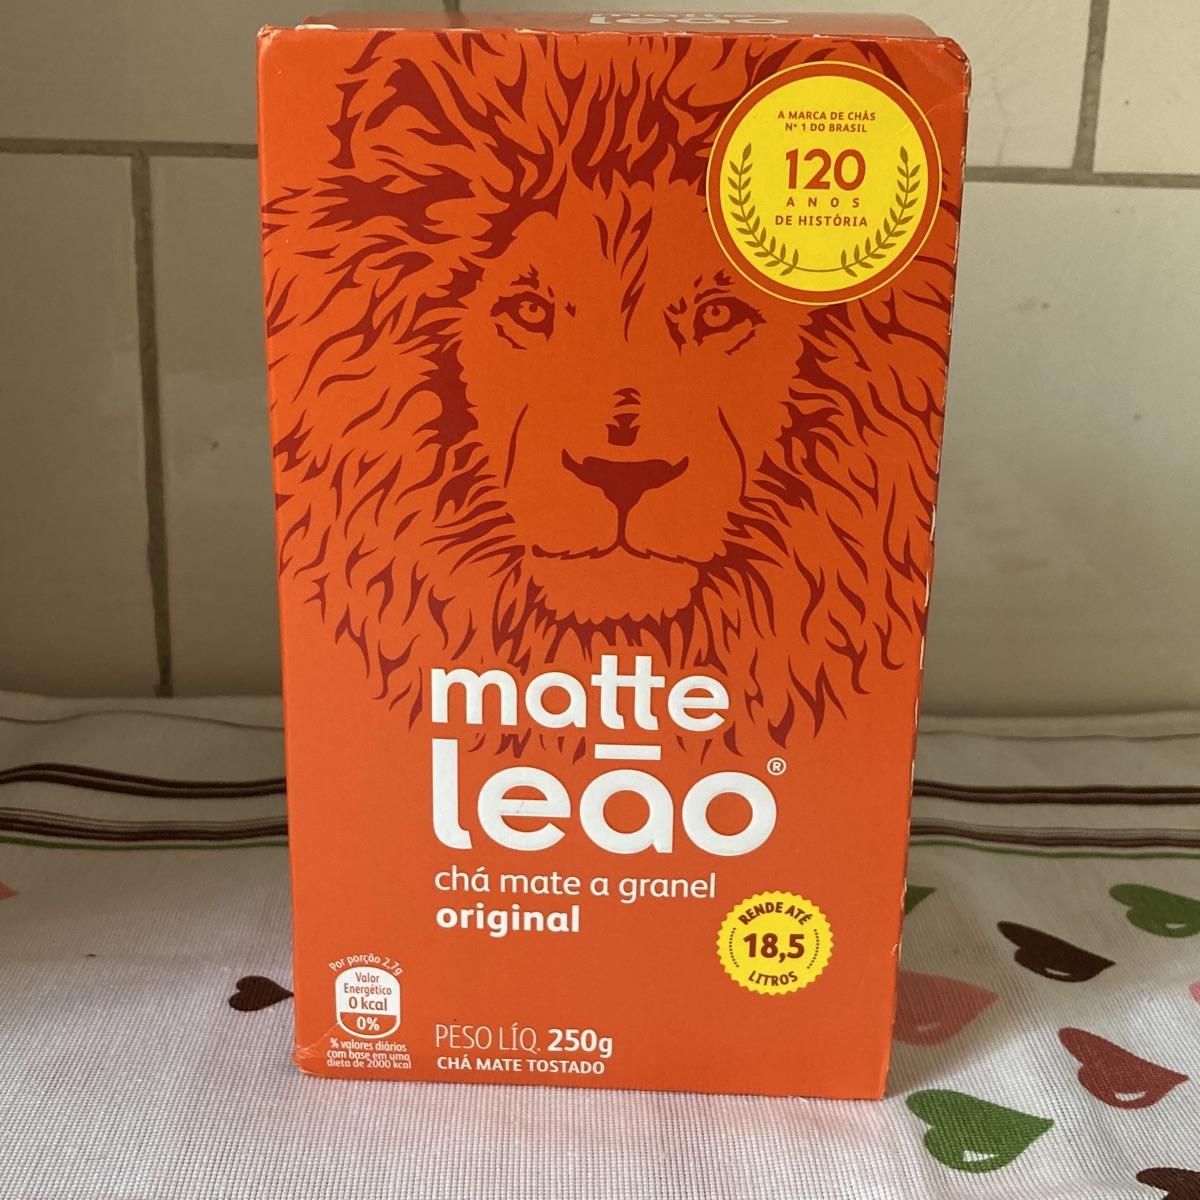 A MARCA DE CHÁS
Nº 1 DO BRASIL
120
ANOS
DE HISTÓRIA
matte
leão®
chá mate a granel
original
RENDE ATÉ
18,5
LITROS
Por porção 2,7g
Valor
Energético
0 kcal
0%
% valores diários
com base em uma
dieta de 2000 kcal
PESO LÍQ. 250g
CHÁ MATE TOSTADO